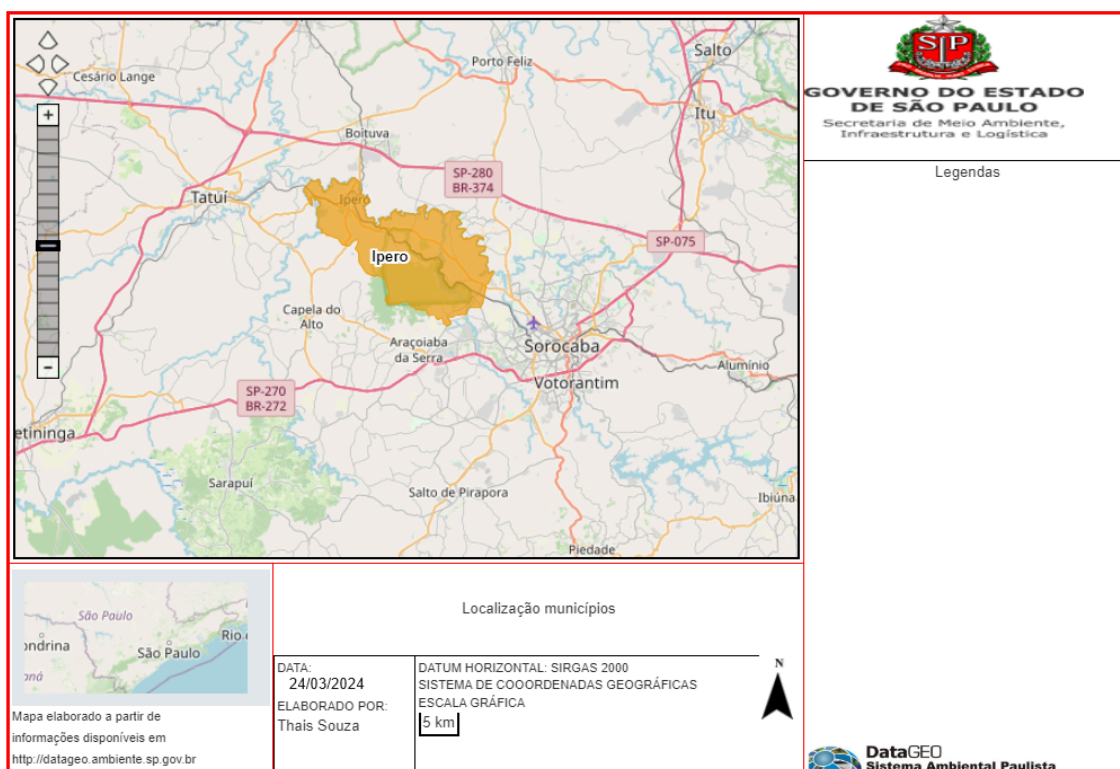 Salto
Porto Feliz
Cesário Lange
+
Itu
Boituva
SP-280
BR-374
Tatuí
Iperó
SP-075
Ipero
Capela do
Alto
Araçoiaba
da Serra
Sorocaba
Alumínio
Votorantim
SP-270
BR-272
etininga
Sarapuí
Salto de Pirapora
Ibiúna
Piedade
-
SP
GOVERNO DO ESTADO
DE SÃO PAULO
Secretaria de Meio Ambiente,
Infraestrutura e Logística
Legendas
São Paulo
ondrina
São Paulo
Rio
aná
Mapa elaborado a partir de
informações disponíveis em
http://datageo.ambiente.sp.gov.br
Localização municípios
DATA:
24/03/2024
ELABORADO POR:
Thais Souza
DATUM HORIZONTAL: SIRGAS 2000
SISTEMA DE COOORDENADAS GEOGRÁFICAS
ESCALA GRÁFICA
5 km
N
DataGEO
Sistema Ambiental Paulista